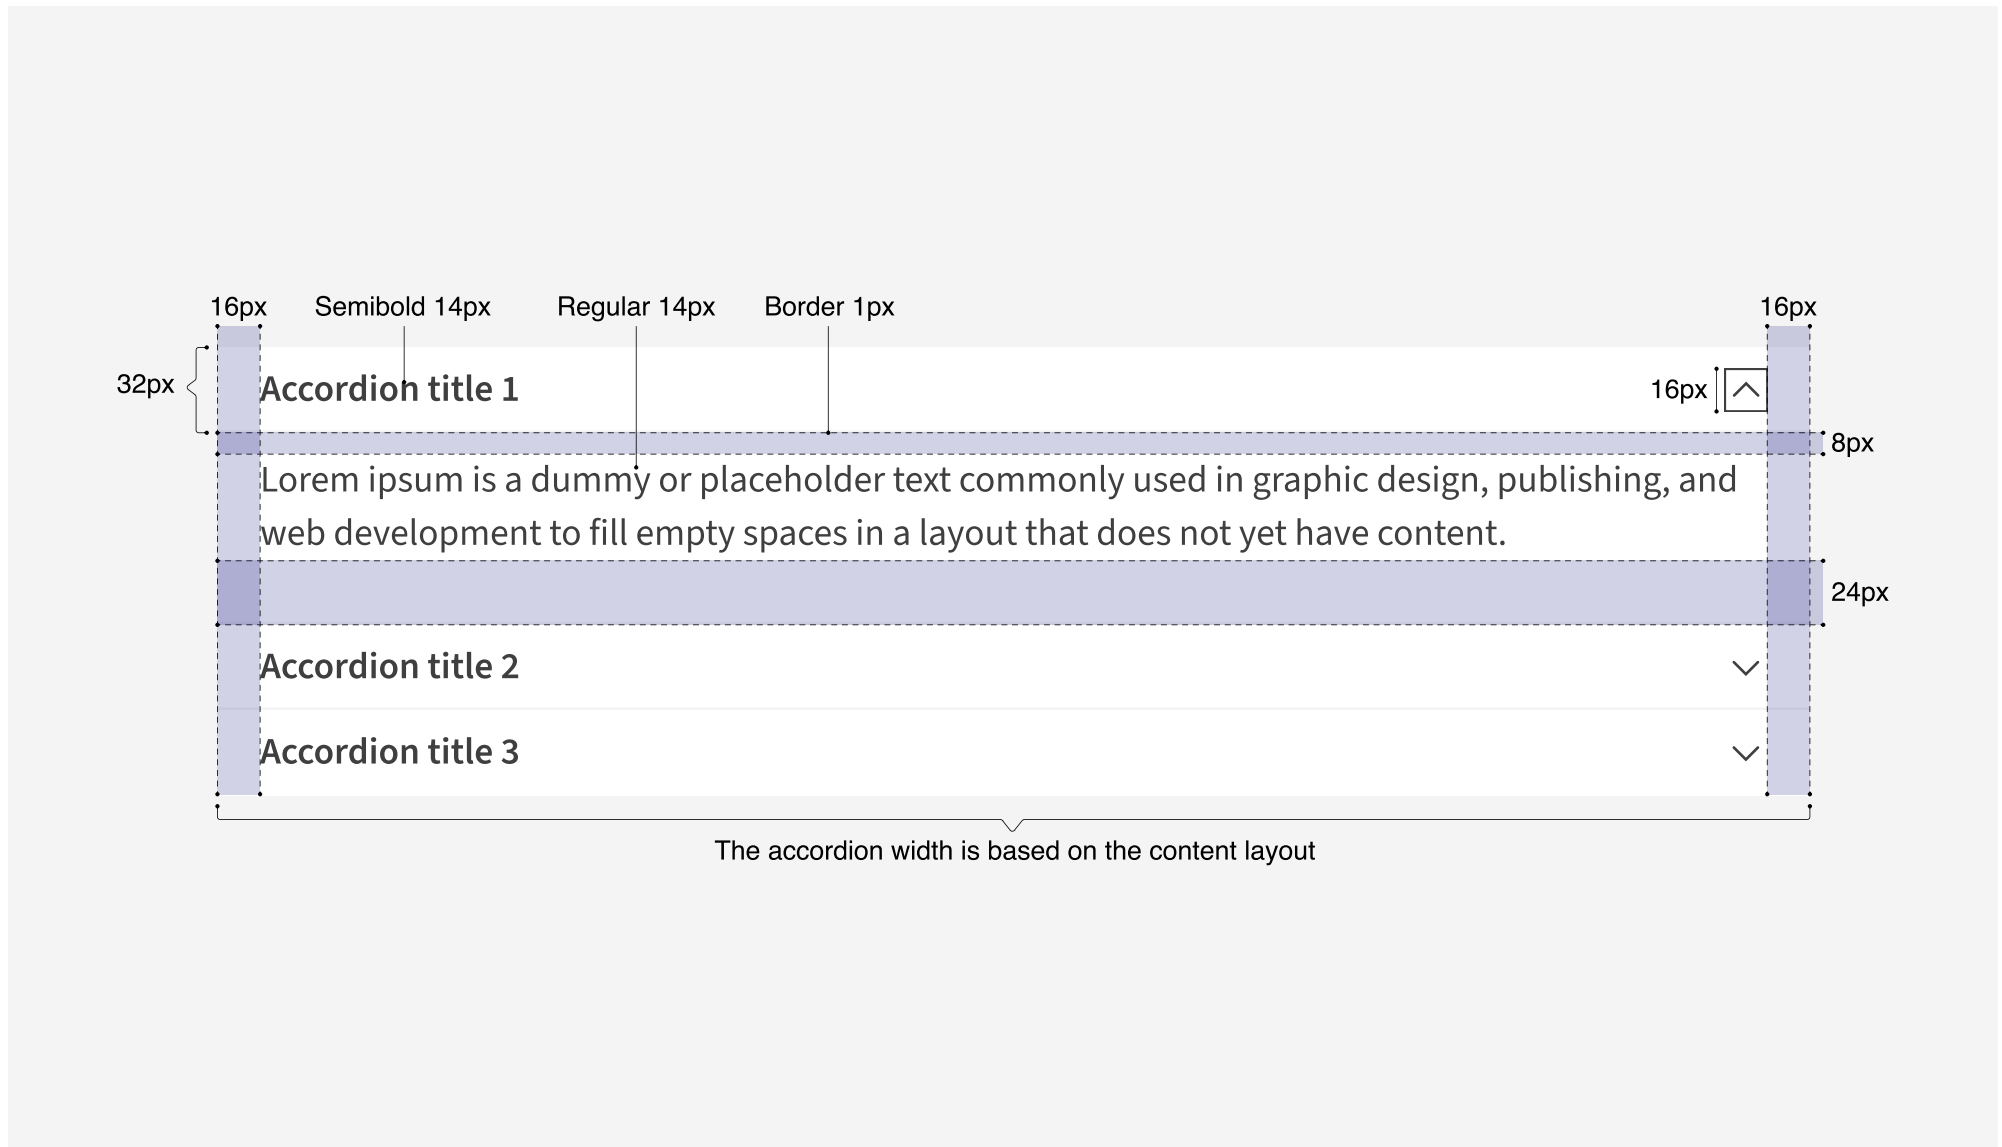 16px
Semibold 14px
Regular 14px
Border 1px
16px
32px
Accordion title 1
16px
8px
Lorem ipsum is a dummy or placeholder text commonly used in graphic design, publishing, and
web development to fill empty spaces in a layout that does not yet have content.
24px
Accordion title 2
Accordion title 3
The accordion width is based on the content layout